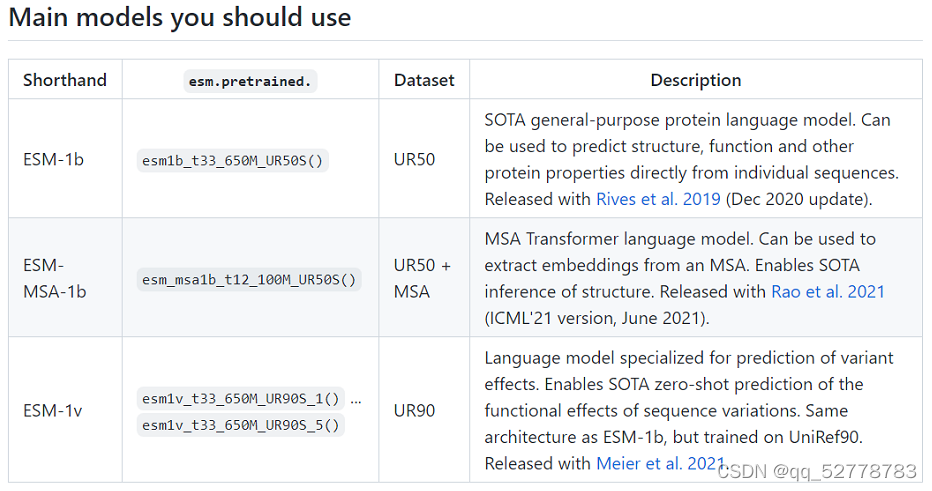 Main models you should use
Shorthand esm.pretrained. Dataset Description
ESM-1b
esm1b_t33_650M_UR50S()
UR50
SOTA general-purpose protein language model. Can
be used to predict structure, function and other
protein properties directly from individual sequences.
Released with Rives et al. 2019 (Dec 2020 update).
ESM-
MSA-1b
esm_msa1b_t12_100M_UR50S()
UR50 +
MSA
MSA Transformer language model. Can be used to
extract embeddings from an MSA. Enables SOTA
inference of structure. Released with Rao et al. 2021
(ICML'21 version, June 2021).
ESM-1v
esm1v_t33_650M_UR90S_1() ...
esm1v_t33_650M_UR90S_5()
UR90
Language model specialized for prediction of variant
effects. Enables SOTA zero-shot prediction of the
functional effects of sequence variations. Same
architecture as ESM-1b, but trained on UniRef90.
Released with Meier et al. 2021.
CSDN @qq_52778783